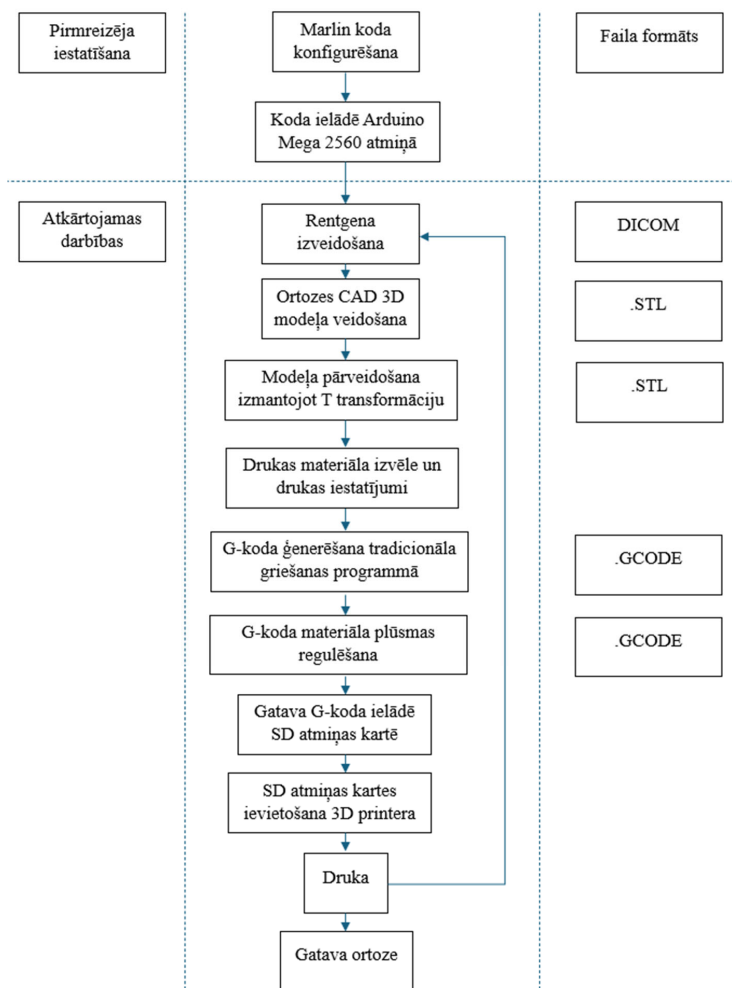 Pirmreizēja
iestatīšana
Marlin koda
konfigurēšana
Faila formāts
Koda ielādē Arduino
Mega 2560 atmiņā
Atkārtojamas
darbības
Rentgena
izveidošana
DICOM
Ortozes CAD 3D
modeļa veidošana
.STL
Modeļa pārveidošana
izmantojot T transformāciju
.STL
Drukas materiāla izvēle un
drukas iestatījumi
G-koda ģenerēšana tradicionāla
griešanas programmā
.GCODE
G-koda materiāla plūsmas
regulēšana
.GCODE
Gatava G-koda ielādē
SD atmiņas kartē
SD atmiņas kartes
ievietošana 3D printera
Druka
Gatava ortoze